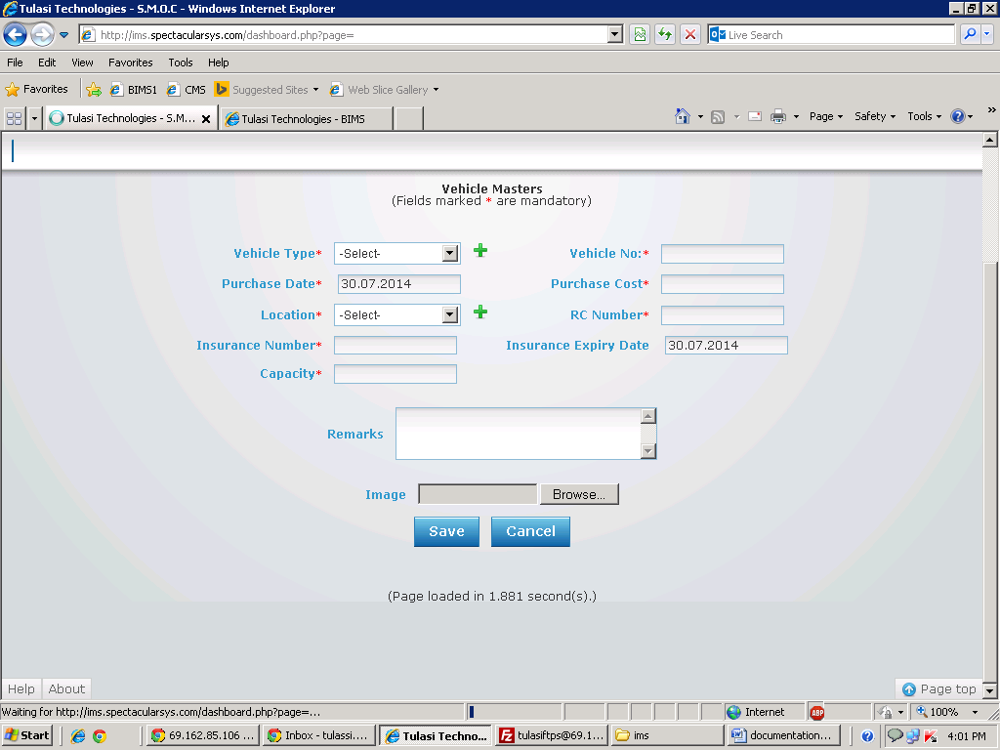 Tulasi Technologies - S.M.O.C - Windows Internet Explorer
http://ims.spectacularsys.com/dashboard.php?page=
Live Search
File Edit View Favorites Tools Help
Favorites BIMS1 CMS Suggested Sites Web Slice Gallery
Tulasi Technologies - S.M... Tulasi Technologies - BIMS Page Safety Tools »
Vehicle Masters
(Fields marked * are mandatory)
Vehicle Type* -Select- Vehicle No:*
Purchase Date* 30.07.2014 Purchase Cost*
Location* -Select- RC Number*
Insurance Number* Insurance Expiry Date 30.07.2014
Capacity*
Remarks
Image Browse...
Save Cancel
(Page loaded in 1.881 second(s).)
Help About Page top
Waiting for http://ims.spectacularsys.com/dashboard.php?page=... Internet ABP 100%
Start 69.162.85.106 ... Inbox - tulassi.... Tulasi Techno... tulasiftps@69.1... ims documentation... 4:01 PM